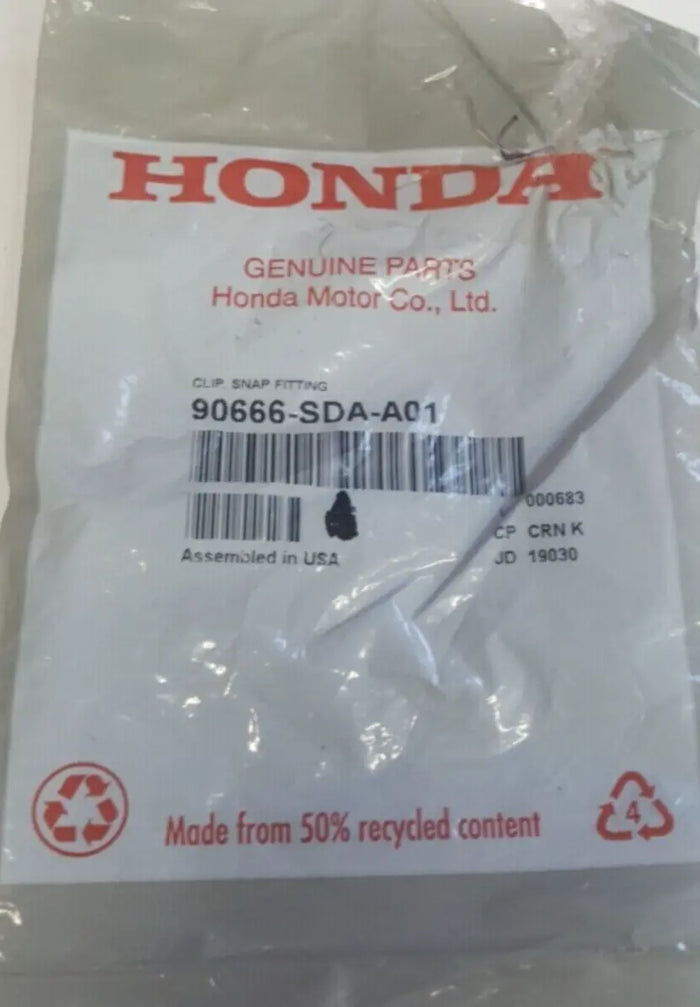 HONDA
GENUINE PARTS
Honda Motor Co., Ltd.
CLIP, SNAP FITTING
90666-SDA-A01
000683
CP CRN K
Assembled in USA
JD 19030
Made from 50% recycled content
4